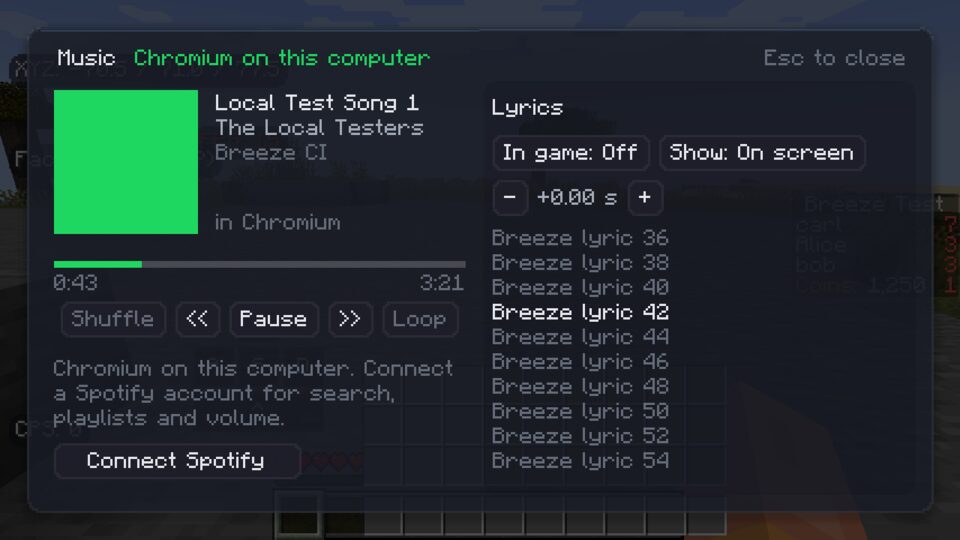 Music Chromium on this computer
Esc to close
Local Test Song 1
The Local Testers
Breeze CI
in Chromium
0:43
3:21
Shuffle << Pause >> Loop
Chromium on this computer. Connect
a Spotify account for search,
playlists and volume.
Connect Spotify
Lyrics
In game: Off Show: On screen
- +0.00 s +
Breeze lyric 36
Breeze lyric 38
Breeze lyric 40
Breeze lyric 42
Breeze lyric 44
Breeze lyric 46
Breeze lyric 48
Breeze lyric 50
Breeze lyric 52
Breeze lyric 54
Breeze Test
carl
Alice
bob
Coins: 1,250